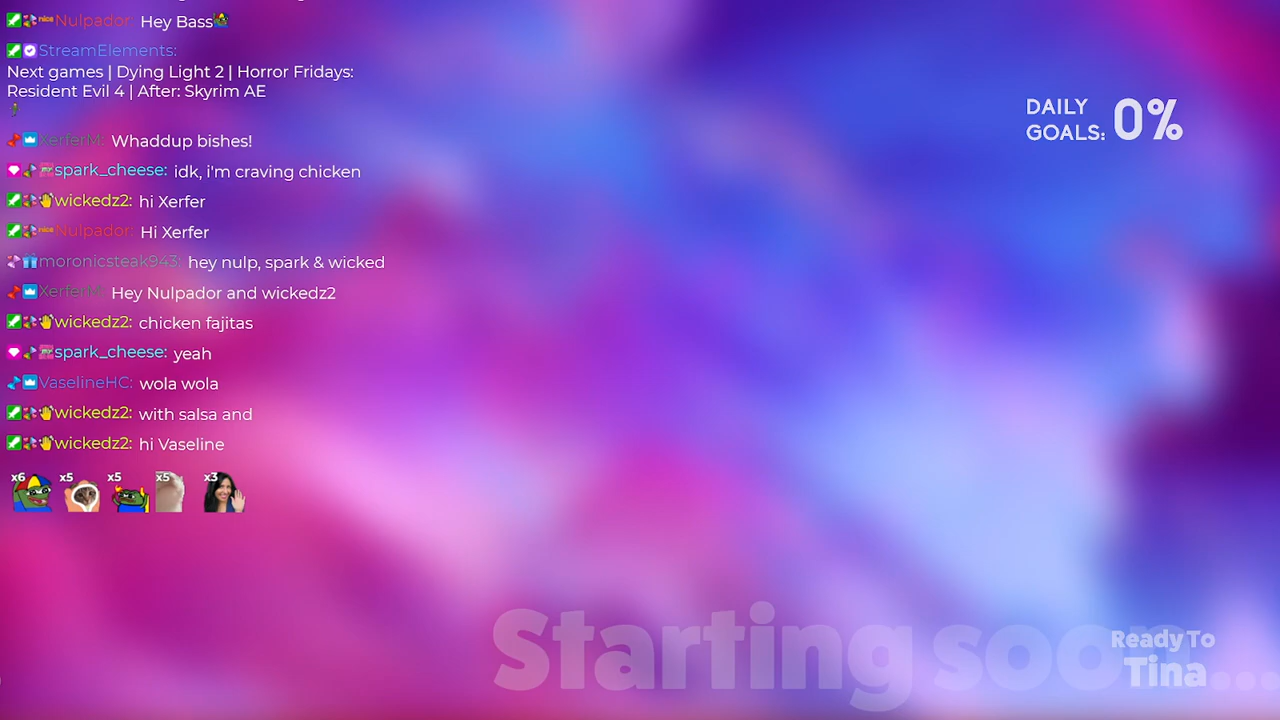 Nulpador: Hey Bass
StreamElements:
Next games | Dying Light 2 | Horror Fridays:
Resident Evil 4 | After: Skyrim AE
XerferM: Whaddup bishes!
spark_cheese: idk, i'm craving chicken
wickedz2: hi Xerfer
Nulpador: Hi Xerfer
moronicsteak943: hey nulp, spark & wicked
XerferM: Hey Nulpador and wickedz2
wickedz2: chicken fajitas
spark_cheese: yeah
VaselineHC: wola wola
wickedz2: with salsa and
wickedz2: hi Vaseline
x6 x5 x5 x5 x3
DAILY
GOALS: 0%
Starting soon...
Ready To
Tina